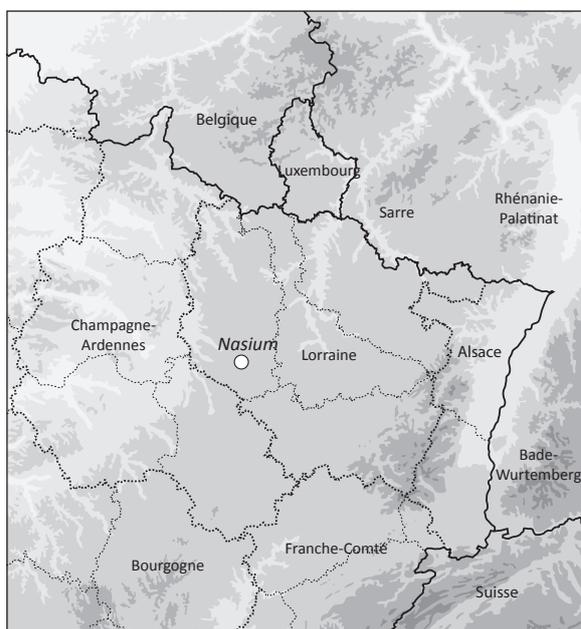 Belgique
Luxembourg
Sarre
Rhénanie-
Palatinat
Champagne-
Ardennes
Nasium
Lorraine
Alsace
Bade-
Wurtemberg
Bourgogne
Franche-Comté
Suisse